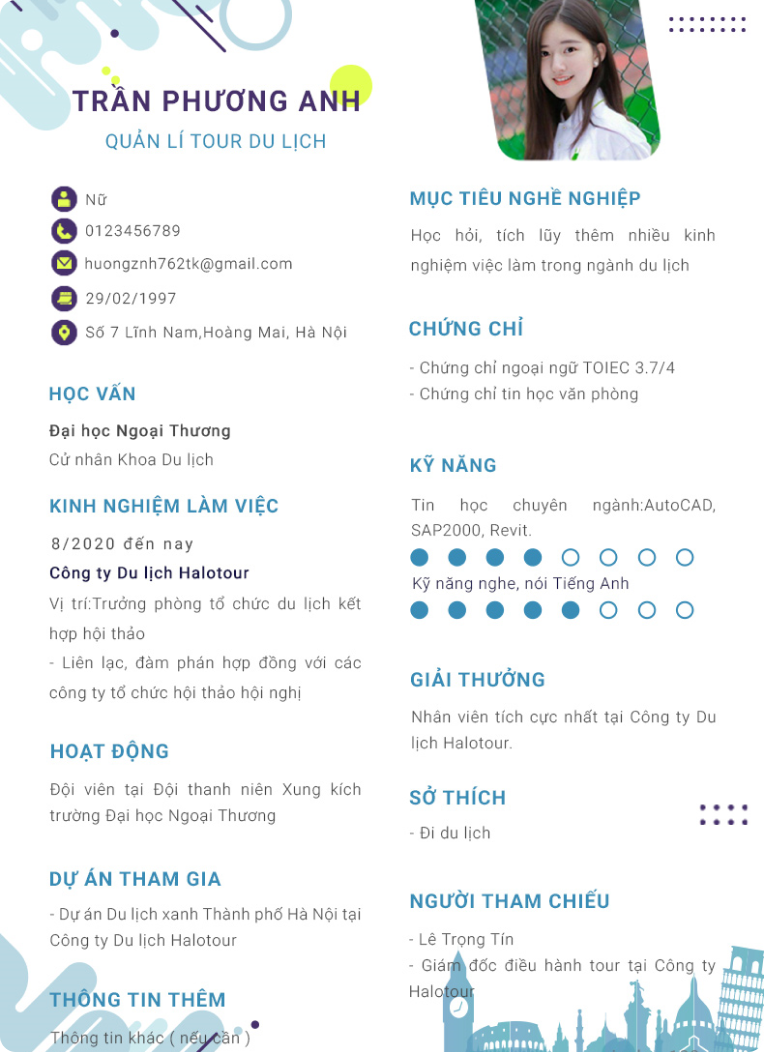 TRẦN PHƯƠNG ANH
QUẢN LÍ TOUR DU LỊCH
Nữ
0123456789
huongznh762tk@gmail.com
29/02/1997
Số 7 Lĩnh Nam,Hoàng Mai, Hà Nội
HỌC VẤN
Đại học Ngoại Thương
Cử nhân Khoa Du lịch
KINH NGHIỆM LÀM VIỆC
8/2020 đến nay
Công ty Du lịch Halotour
Vị trí:Trưởng phòng tổ chức du lịch kết
hợp hội thảo
- Liên lạc, đàm phán hợp đồng với các
công ty tổ chức hội thảo hội nghị
HOẠT ĐỘNG
Đội viên tại Đội thanh niên Xung kích
trường Đại học Ngoại Thương
DỰ ÁN THAM GIA
- Dự án Du lịch xanh Thành phố Hà Nội tại
Công ty Du lịch Halotour
THÔNG TIN THÊM
Thông tin khác ( nếu cần )
MỤC TIÊU NGHỀ NGHIỆP
Học hỏi, tích lũy thêm nhiều kinh
nghiệm việc làm trong ngành du lịch
CHỨNG CHỈ
- Chứng chỉ ngoại ngữ TOIEC 3.7/4
- Chứng chỉ tin học văn phòng
KỸ NĂNG
Tin học chuyên ngành:AutoCAD,
SAP2000, Revit.
Kỹ năng nghe, nói Tiếng Anh
GIẢI THƯỞNG
Nhân viên tích cực nhất tại Công ty Du
lịch Halotour.
SỞ THÍCH
- Đi du lịch
NGƯỜI THAM CHIẾU
- Lê Trọng Tín
- Giám đốc điều hành tour tại Công ty
Halotour